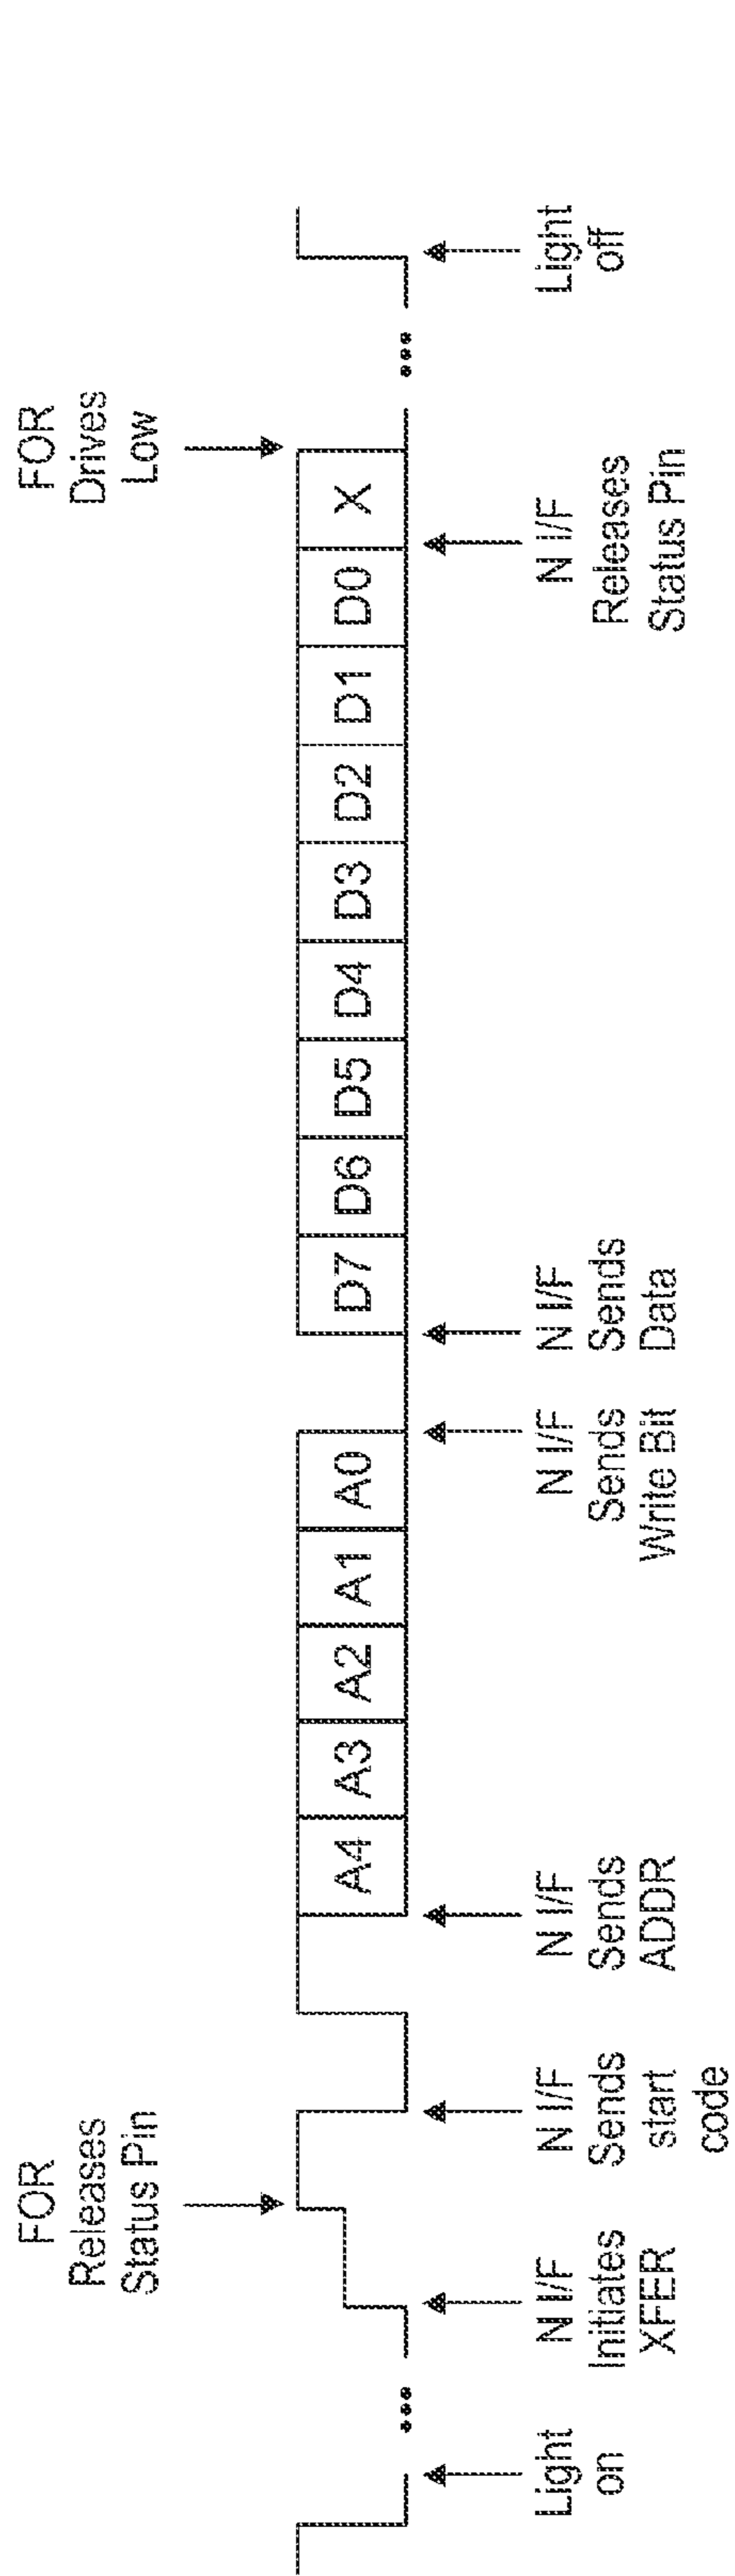 FOR
Releases
Status Pin
FOR
Drives
Low
A4 A3 A2 A1 A0 D7 D6 D5 D4 D3 D2 D1 D0 X
Light
on
N I/F
Initiates
XFER
N I/F
Sends
start
code
N I/F
Sends
ADDR
N I/F
Sends
Write Bit
N I/F
Sends
Data
N I/F
Releases
Status Pin
Light
off